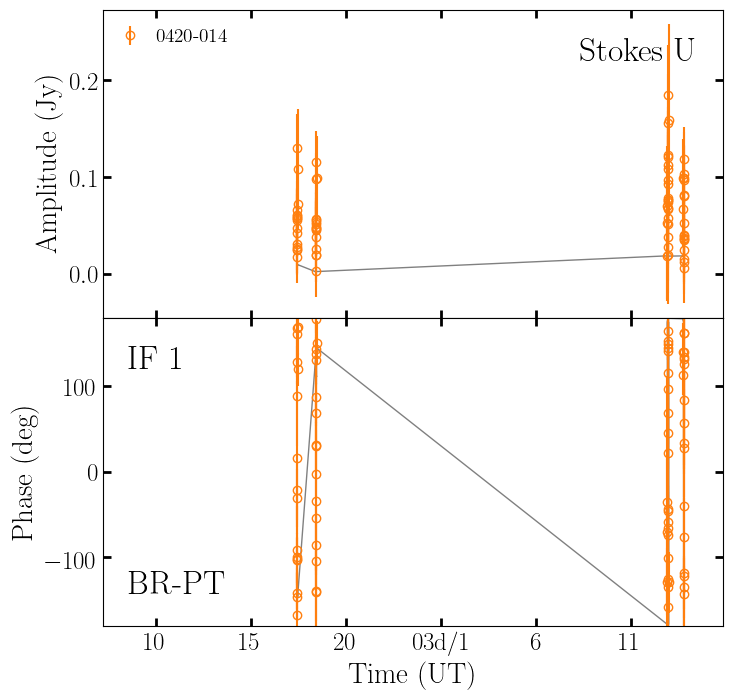 0420-014
Stokes U
0.2
0.1
0.0
Amplitude (Jy)
IF 1
100
0
−100
Phase (deg)
BR-PT
10 15 20 03d/1 6 11
Time (UT)